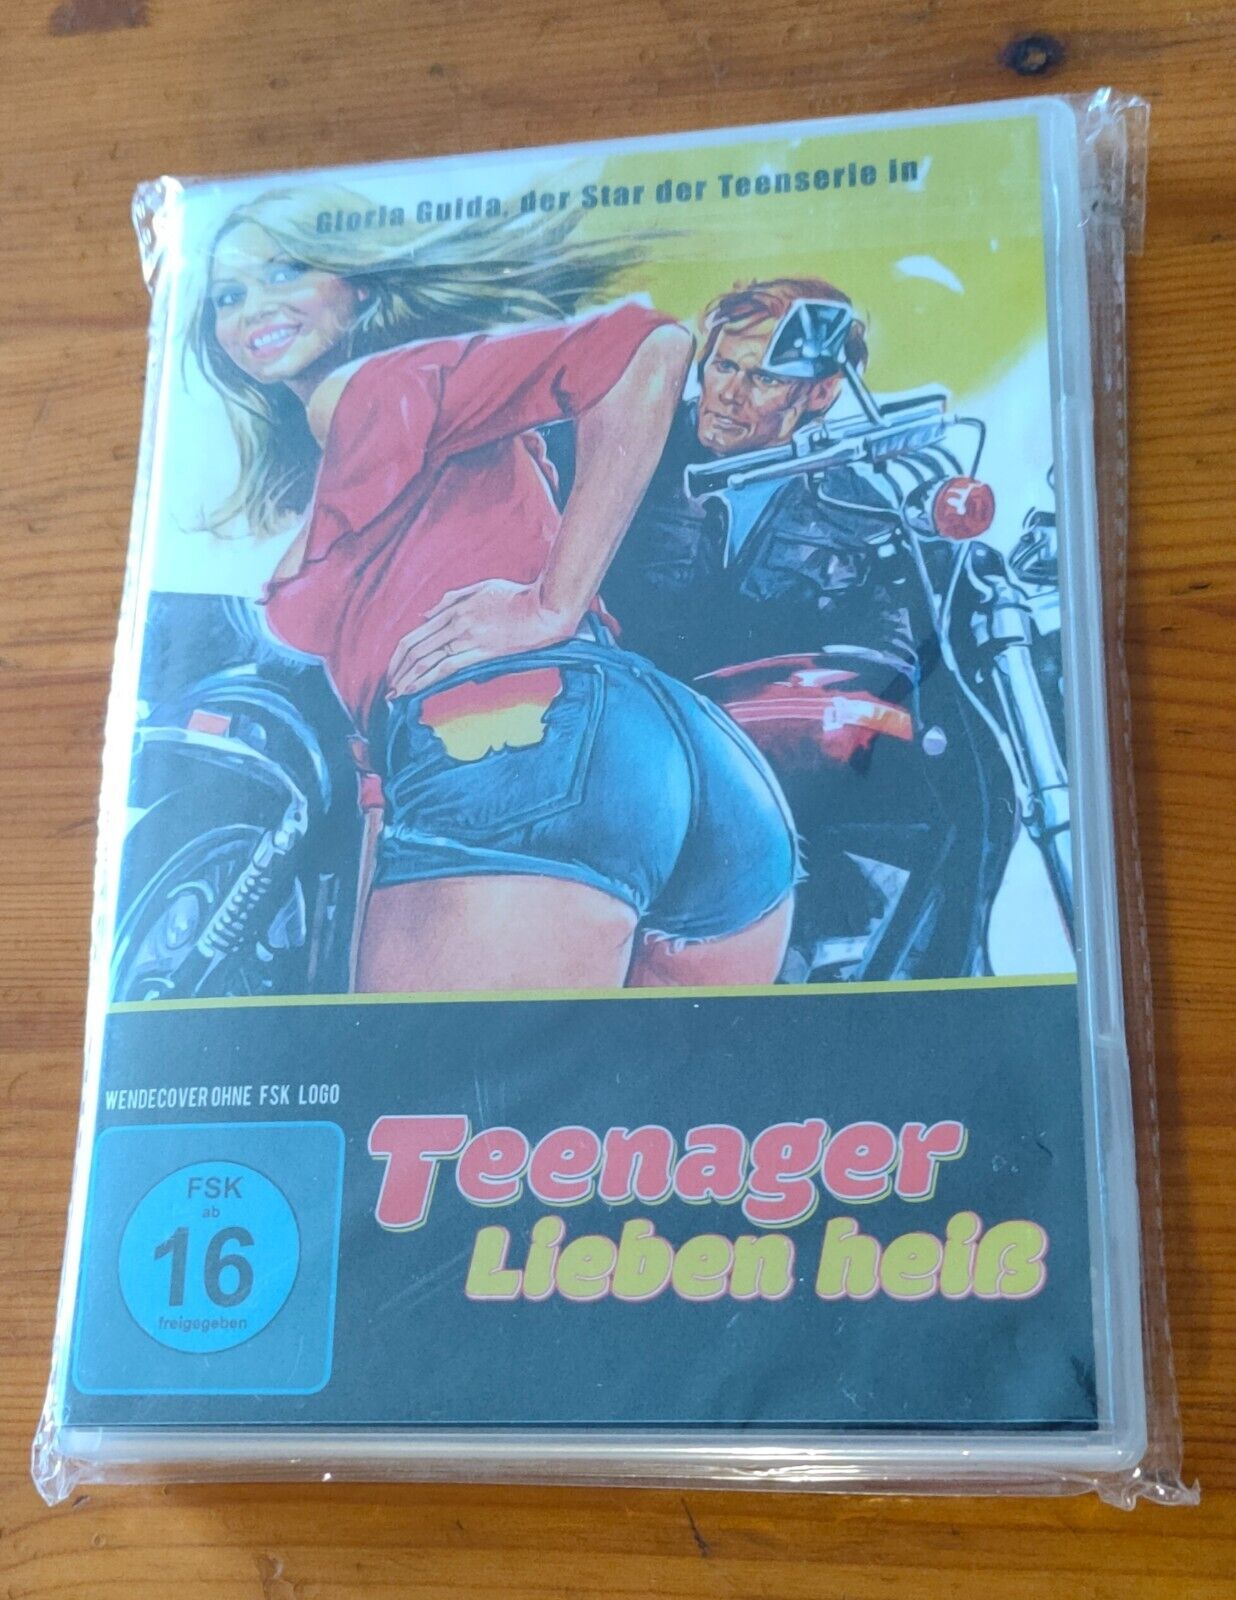 Gloria Guida, der Star der Teenserie in
WENDECOVER OHNE FSK LOGO
FSK
ab
16
freigegeben
Teenager
Lieben heiß